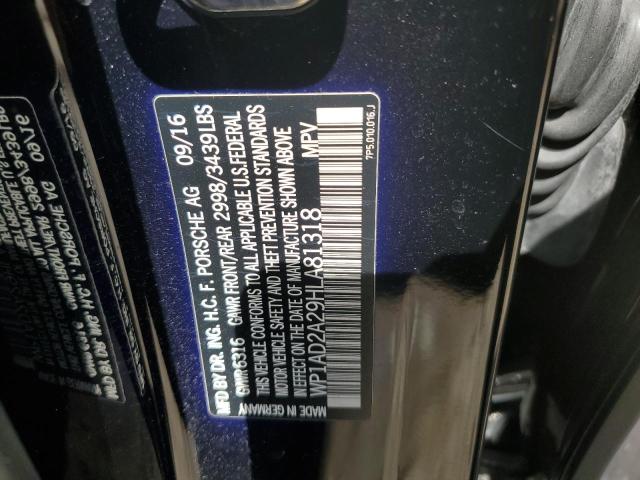 MFD BY DR. ING. H.C. F. PORSCHE AG 09/16
GVWR 6316 GAWR FRONT/REAR 2998/3439 LBS
THIS VEHICLE CONFORMS TO ALL APPLICABLE U.S. FEDERAL
MOTOR VEHICLE SAFETY AND THEFT PREVENTION STANDARDS
IN EFFECT ON THE DATE OF MANUFACTURE SHOWN ABOVE
WP1AD2A29HLA81318 MPV
MADE IN GERMANY 7P5.010.016.J